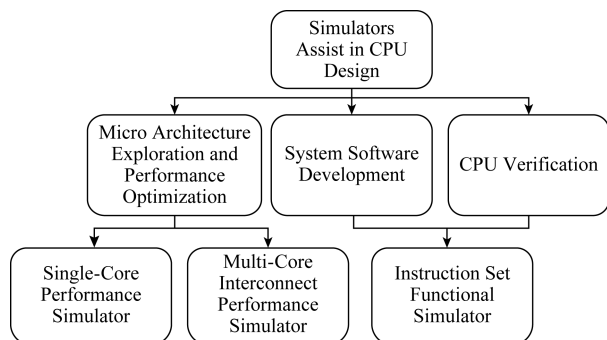 Simulators
Assist in CPU
Design
Micro Architecture
Exploration and
Performance
Optimization
System Software
Development
CPU Verification
Single-Core
Performance
Simulator
Multi-Core
Interconnect
Performance
Simulator
Instruction Set
Functional
Simulator